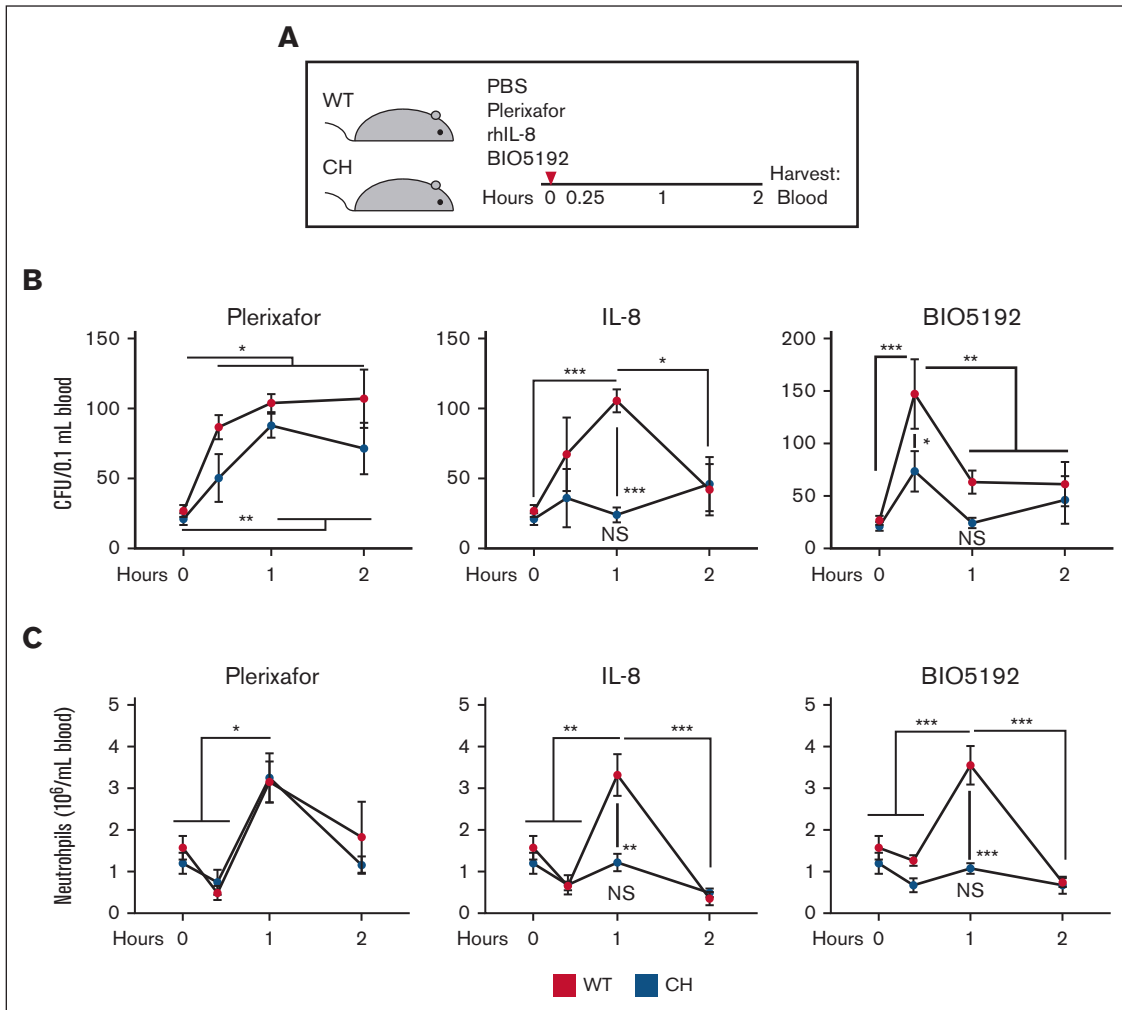 A
WT
CH
PBS
Plerixafor
rhIL-8
BIO5192
Hours 0 0.25 1 2
Harvest:
Blood
B
Plerixafor
CFU/0.1 mL blood
150
100
50
0
* 
**
Hours 0 1 2
IL-8
150
100
50
0
***
*
***
NS
0 1 2
BIO5192
200
150
100
50
0
***
**
*
NS
0 1 2
C
Plerixafor
Neutrohpils (10⁶/mL blood)
5
4
3
2
1
0
*
Hours 0 1 2
IL-8
5
4
3
2
1
0
**
***
**
NS
Hours 0 1 2
BIO5192
5
4
3
2
1
0
***
***
***
NS
Hours 0 1 2
WT CH